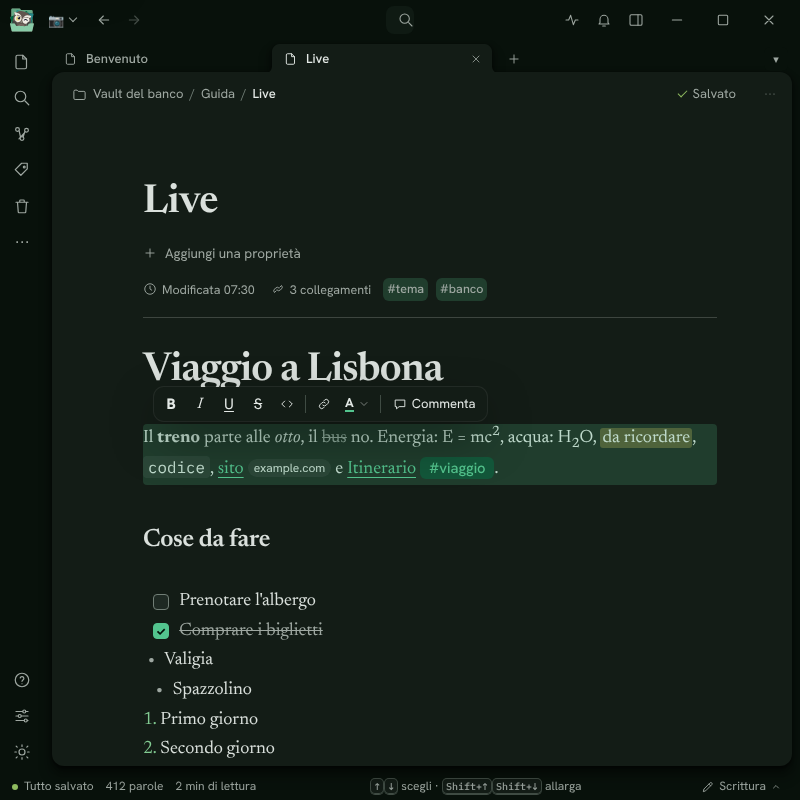 Benvenuto
Live
Vault del banco / Guida / Live
Salvato
Live
Aggiungi una proprietà
Modificata 07:30 3 collegamenti #tema #banco
Viaggio a Lisbona
B I U S A Commenta
Il treno parte alle otto, il bus no. Energia: E = mc², acqua: H₂O, da ricordare,
codice, sito example.com e Itinerario #viaggio.
Cose da fare
Prenotare l'albergo
Comprare i biglietti
• Valigia
• Spazzolino
1. Primo giorno
2. Secondo giorno
Tutto salvato 412 parole 2 min di lettura
↑ ↓ scegli · Shift+↑ Shift+↓ allarga
Scrittura